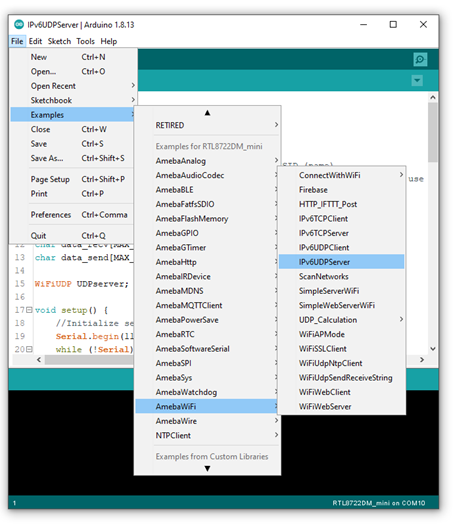 IPv6UDPServer | Arduino 1.8.13
File Edit Sketch Tools Help
New Ctrl+N
Open... Ctrl+O
Open Recent
Sketchbook
Examples
Close Ctrl+W
Save Ctrl+S
Save As... Ctrl+Shift+S
Page Setup Ctrl+Shift+P
Print Ctrl+P
Preferences Ctrl+Comma
Quit Ctrl+Q
RETIRED
Examples for RTL8722DM_mini
AmebaAnalog
AmebaAudioCodec
AmebaBLE
AmebaFatfsSDIO
AmebaFlashMemory
AmebaGPIO
AmebaGTimer
AmebaHttp
AmebaIRDevice
AmebaMDNS
AmebaMQTTClient
AmebaPowerSave
AmebaRTC
AmebaSoftwareSerial
AmebaSPI
AmebaSys
AmebaWatchdog
AmebaWiFi
AmebaWire
NTPClient
Examples from Custom Libraries
ConnectWithWiFi
Firebase
HTTP_IFTTT_Post
IPv6TCPClient
IPv6TCPServer
IPv6UDPClient
IPv6UDPServer
ScanNetworks
SimpleServerWiFi
SimpleWebServerWiFi
UDP_Calculation
WiFiAPMode
WiFiSSLClient
WiFiUdpNtpClient
WiFiUdpSendReceiveString
WiFiWebClient
WiFiWebServer
use
12 char data_recv[MAX_
13 char data_send[MAX_
14
15 WiFiUDP UDPserver;
16
17 void setup() {
18 //Initialize se
19 Serial.begin(11
20 while (!Serial)
1 RTL8722DM_mini on COM10